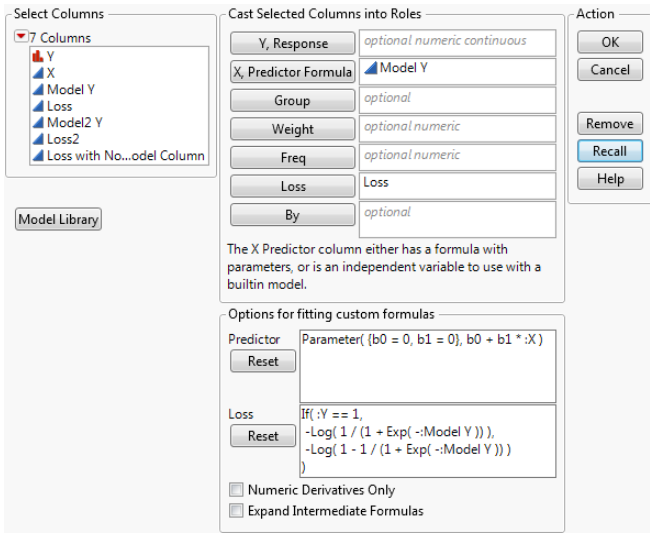 Select Columns
7 Columns
Y
X
Model Y
Loss
Model2 Y
Loss2
Loss with No...odel Column
Model Library
Cast Selected Columns into Roles
Y, Response
optional numeric continuous
X, Predictor Formula
Model Y
Group
optional
Weight
optional numeric
Freq
optional numeric
Loss
Loss
By
optional
The X Predictor column either has a formula with
parameters, or is an independent variable to use with a
builtin model.
Options for fitting custom formulas
Predictor
Reset
Parameter( {b0 = 0, b1 = 0}, b0 + b1 * :X )
Loss
Reset
If( :Y == 1,
-Log( 1 / (1 + Exp( -:Model Y )) ),
-Log( 1 - 1 / (1 + Exp( -:Model Y )) )
)
Numeric Derivatives Only
Expand Intermediate Formulas
Action
OK
Cancel
Remove
Recall
Help